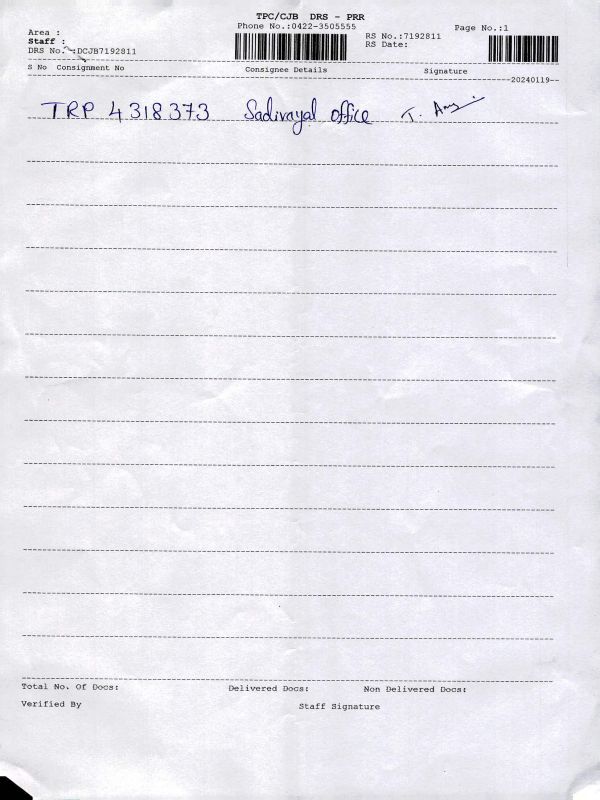 TPC/CJB DRS - PRR
Phone No.:0422-3505555
Page No.:1
Area :
Staff :
DRS No. :DCJB7192811
RS No.:7192811
RS Date:
S No Consignment No Consignee Details Signature
20240119
TRP 4318373 Sadivayal office T.
Total No. Of Docs: Delivered Docs: Non Delivered Docs:
Verified By Staff Signature